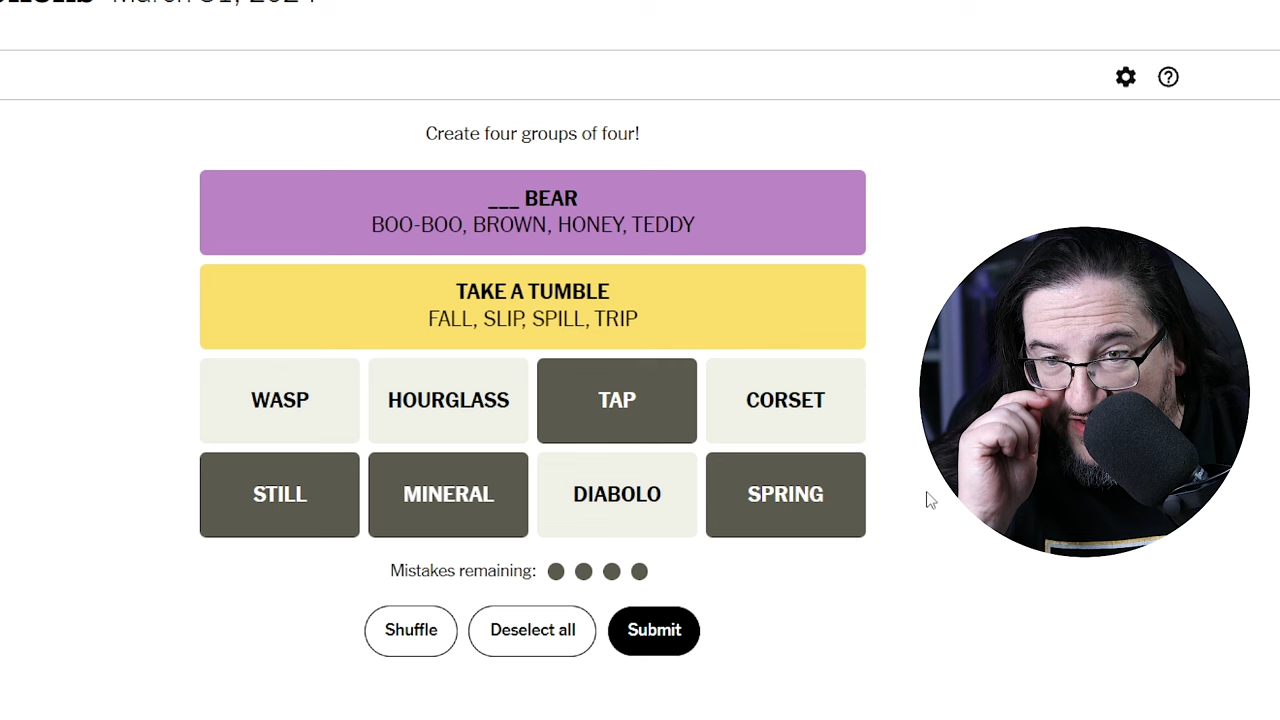 Create four groups of four!
___ BEAR
BOO-BOO, BROWN, HONEY, TEDDY
TAKE A TUMBLE
FALL, SLIP, SPILL, TRIP
WASP HOURGLASS TAP CORSET
STILL MINERAL DIABOLO SPRING
Mistakes remaining:
Shuffle Deselect all Submit